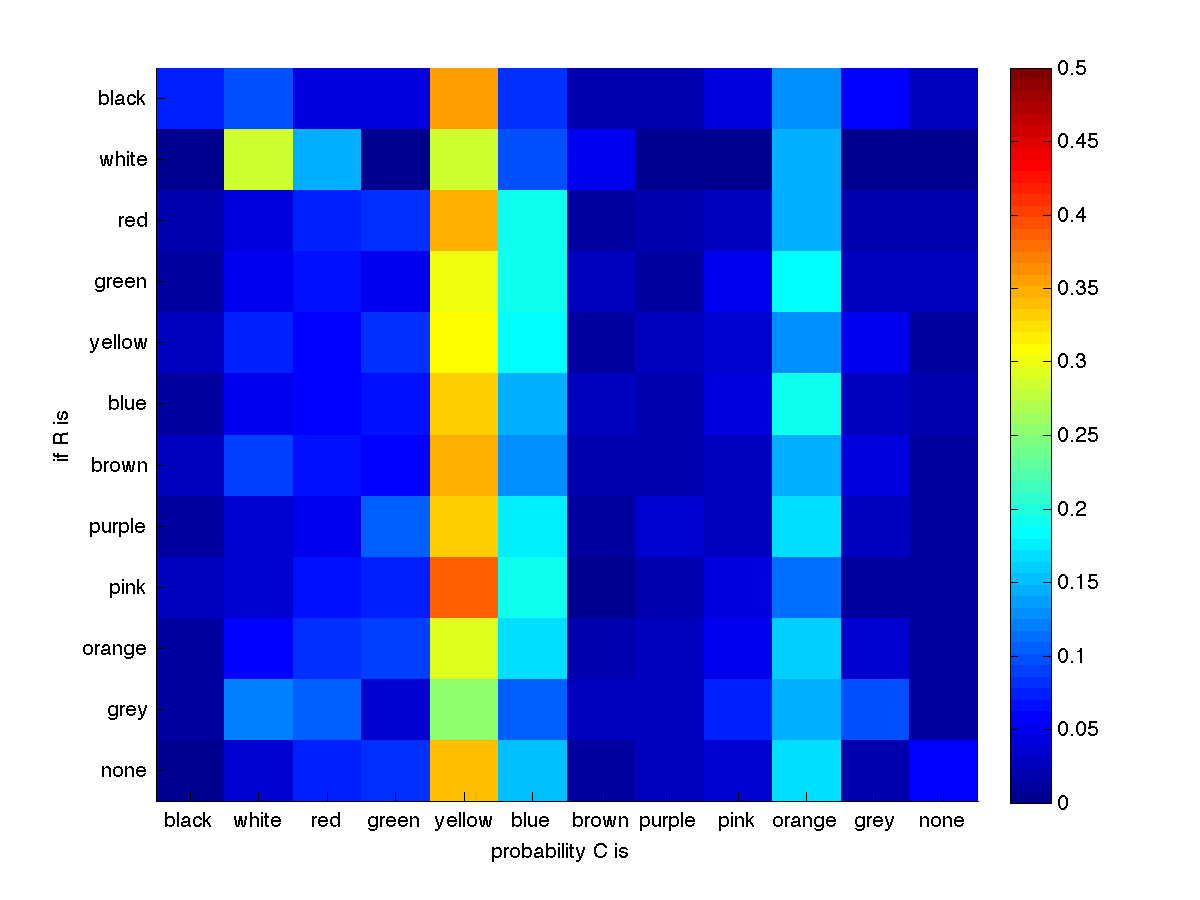 black
white
red
green
yellow
blue
brown
purple
pink
orange
grey
none
if R is
black white red green yellow blue brown purple pink orange grey none
probability C is
0.5
0.45
0.4
0.35
0.3
0.25
0.2
0.15
0.1
0.05
0